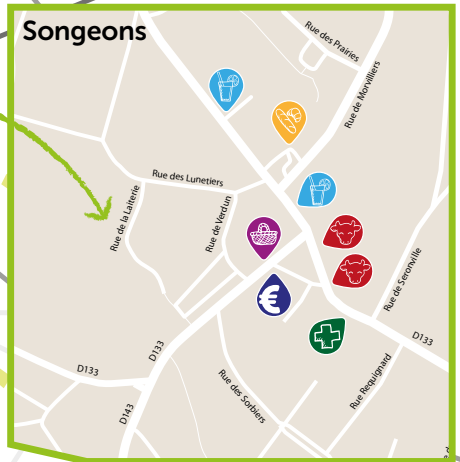 Songeons
Rue des Prairies
Rue de Morvilliers
Rue des Lunetiers
Rue de la Laiterie
Rue de Verdun
€
Rue de Seronville
D133
D133
D133
D143
Rue des Sorbiers
Rue Requignard